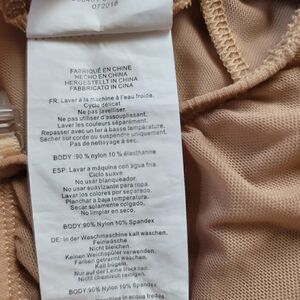 072018
FABRIQUÉ EN CHINE
HECHO EN CHINA
HERGESTELLT IN CHINA
FABBRICATO IN CINA
FR: Laver à la machine à l'eau froide.
Cycle délicat
Ne pas javelliser.
Ne pas utiliser d'assouplissant.
Laver les couleurs séparément.
Repasser avec un fer à basse température.
Sécher sur corde ou suspendre uniquement.
Pas de nettoyage à sec.
BODY :90 % nylon 10 % élasthanne
ESP: Lavar a máquina con agua fría.
Ciclo suave
No usar blanqueador.
No usar suavizante para ropa.
Lavar los colores por separado.
Planchar a baja temperatura.
Secar solamente colgado.
No limpiar en seco.
BODY:90% Nylon 10% Spandex
DE: in der Waschmaschine kalt waschen,
Feinwäsche
Nicht bleichen.
Keinen Weichspüler verwenden.
Farben getrennt waschen
Kalt bügeln
Nur auf der Leine trocknen.
Nicht chemisch reinigen.
BODY:90% Nylon 10% Spandex
in acqua fredda